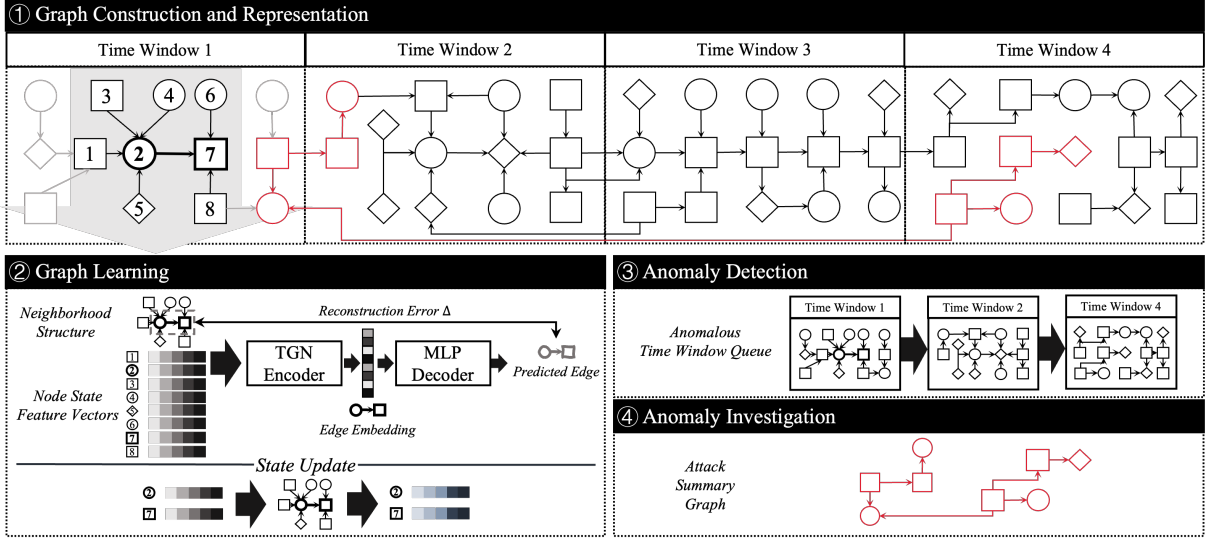 ① Graph Construction and Representation
Time Window 1
Time Window 2
Time Window 3
Time Window 4
3
4
6
1
2
7
5
8
② Graph Learning
Neighborhood
Structure
Reconstruction Error Δ
1
2
3
4
5
6
7
8
Node State
Feature Vectors
TGN
Encoder
MLP
Decoder
Predicted Edge
Edge Embedding
State Update
2
7
2
7
③ Anomaly Detection
Anomalous
Time Window Queue
Time Window 1
Time Window 2
Time Window 4
④ Anomaly Investigation
Attack
Summary
Graph